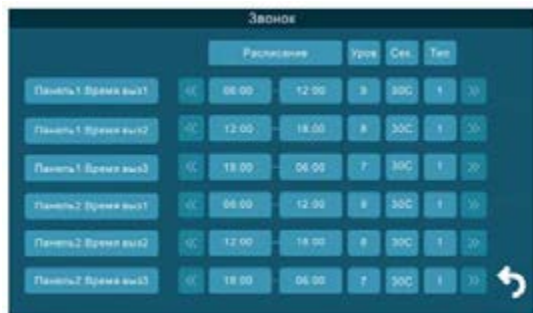 Звонок
Расписание Уров Сек. Тип
Панель1 Время выз1 << 06:00 - 12:00 9 30С 1 >>
Панель1 Время выз2 << 12:00 - 18:00 8 30С 1 >>
Панель1 Время выз3 << 18:00 - 06:00 7 30С 1 >>
Панель2 Время выз1 << 06:00 - 12:00 9 30С 1 >>
Панель2 Время выз2 << 12:00 - 18:00 8 30С 1 >>
Панель2 Время выз3 << 18:00 - 06:00 7 30С 1 >>